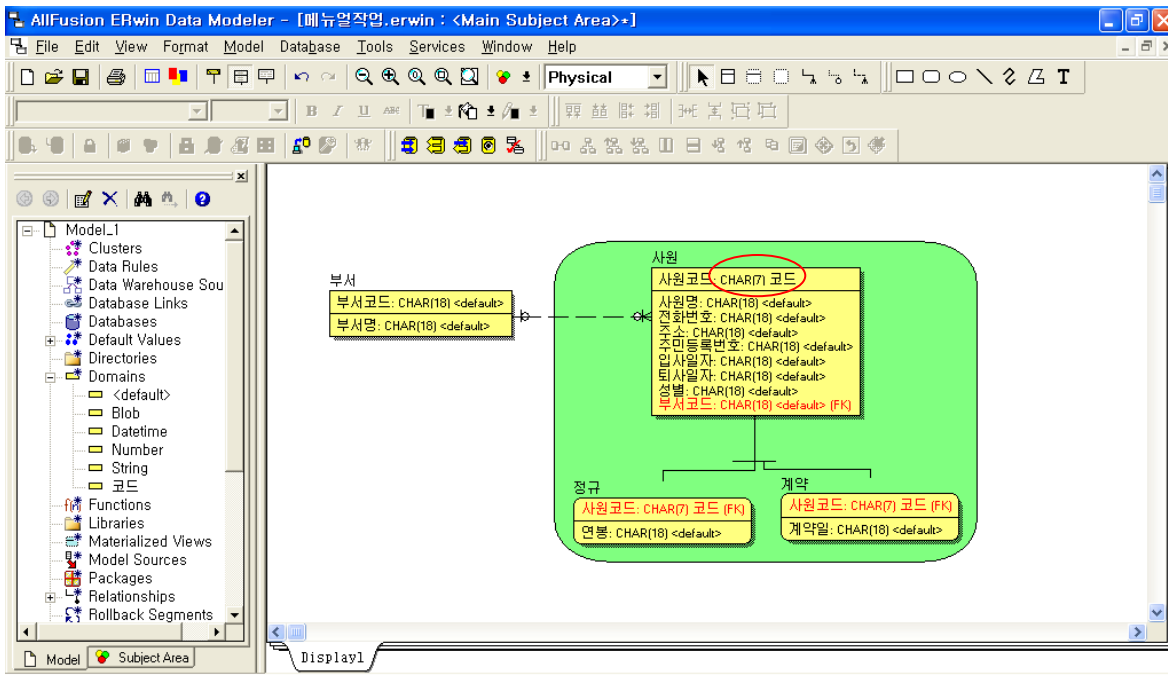 AllFusion ERwin Data Modeler - [메뉴얼작업.erwin : <Main Subject Area>*]
File Edit View Format Model Database Tools Services Window Help
Physical
T
B I U ABC
Model_1
Clusters
Data Rules
Data Warehouse Sou
Database Links
Databases
Default Values
Directories
Domains
<default>
Blob
Datetime
Number
String
코드
Functions
Libraries
Materialized Views
Model Sources
Packages
Relationships
Rollback Segments
Model
Subject Area
부서
부서코드: CHAR(18) <default>
부서명: CHAR(18) <default>
사원
사원코드: CHAR(7) 코드
사원명: CHAR(18) <default>
전화번호: CHAR(18) <default>
주소: CHAR(18) <default>
주민등록번호: CHAR(18) <default>
입사일자: CHAR(18) <default>
퇴사일자: CHAR(18) <default>
성별: CHAR(18) <default>
부서코드: CHAR(18) <default> (FK)
정규
사원코드: CHAR(7) 코드 (FK)
연봉: CHAR(18) <default>
계약
사원코드: CHAR(7) 코드 (FK)
계약일: CHAR(18) <default>
Display1